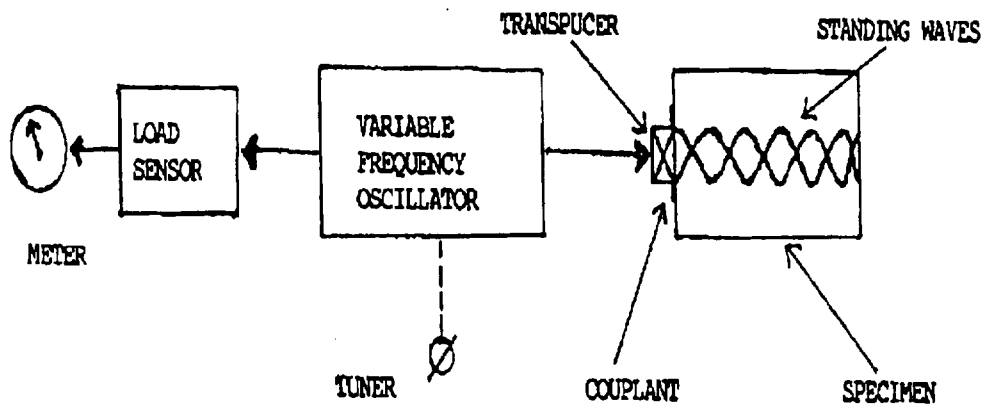 TRANSPUCER
STANDING WAVES
LOAD
SENSOR
VARIABLE
FREQUENCY
OSCILLATOR
METER
TUNER
COUPLANT
SPECIMEN